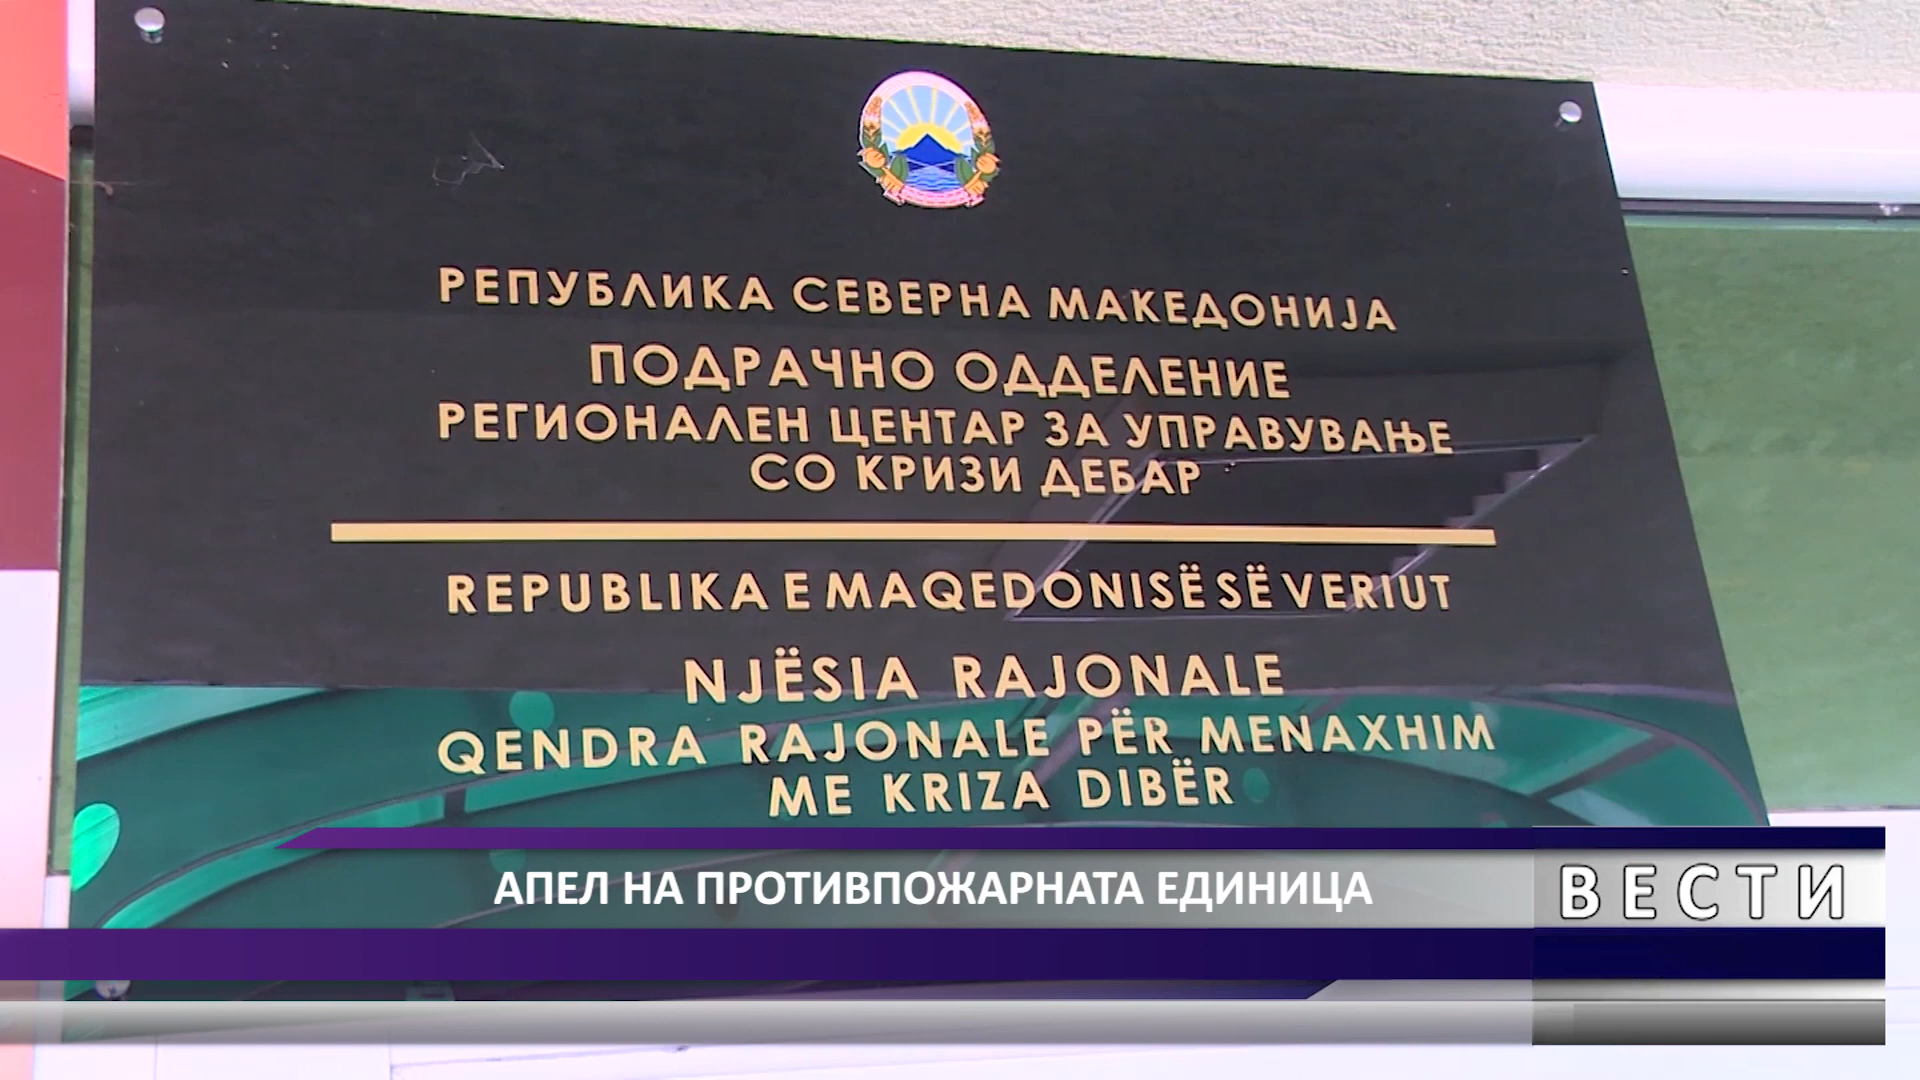 РЕПУБЛИКА СЕВЕРНА МАКЕДОНИЈА
ПОДРАЧНО ОДДЕЛЕНИЕ
РЕГИОНАЛЕН ЦЕНТАР ЗА УПРАВУВАЊЕ
СО КРИЗИ ДЕБАР
REPUBLIKA E MAQEDONISË SË VERIUT
NJËSIA RAJONALE
QENDRA RAJONALE PËR MENAXHIM
ME KRIZA DIBËR
АПЕЛ НА ПРОТИВПОЖАРНАТА ЕДИНИЦА
ВЕСТИ